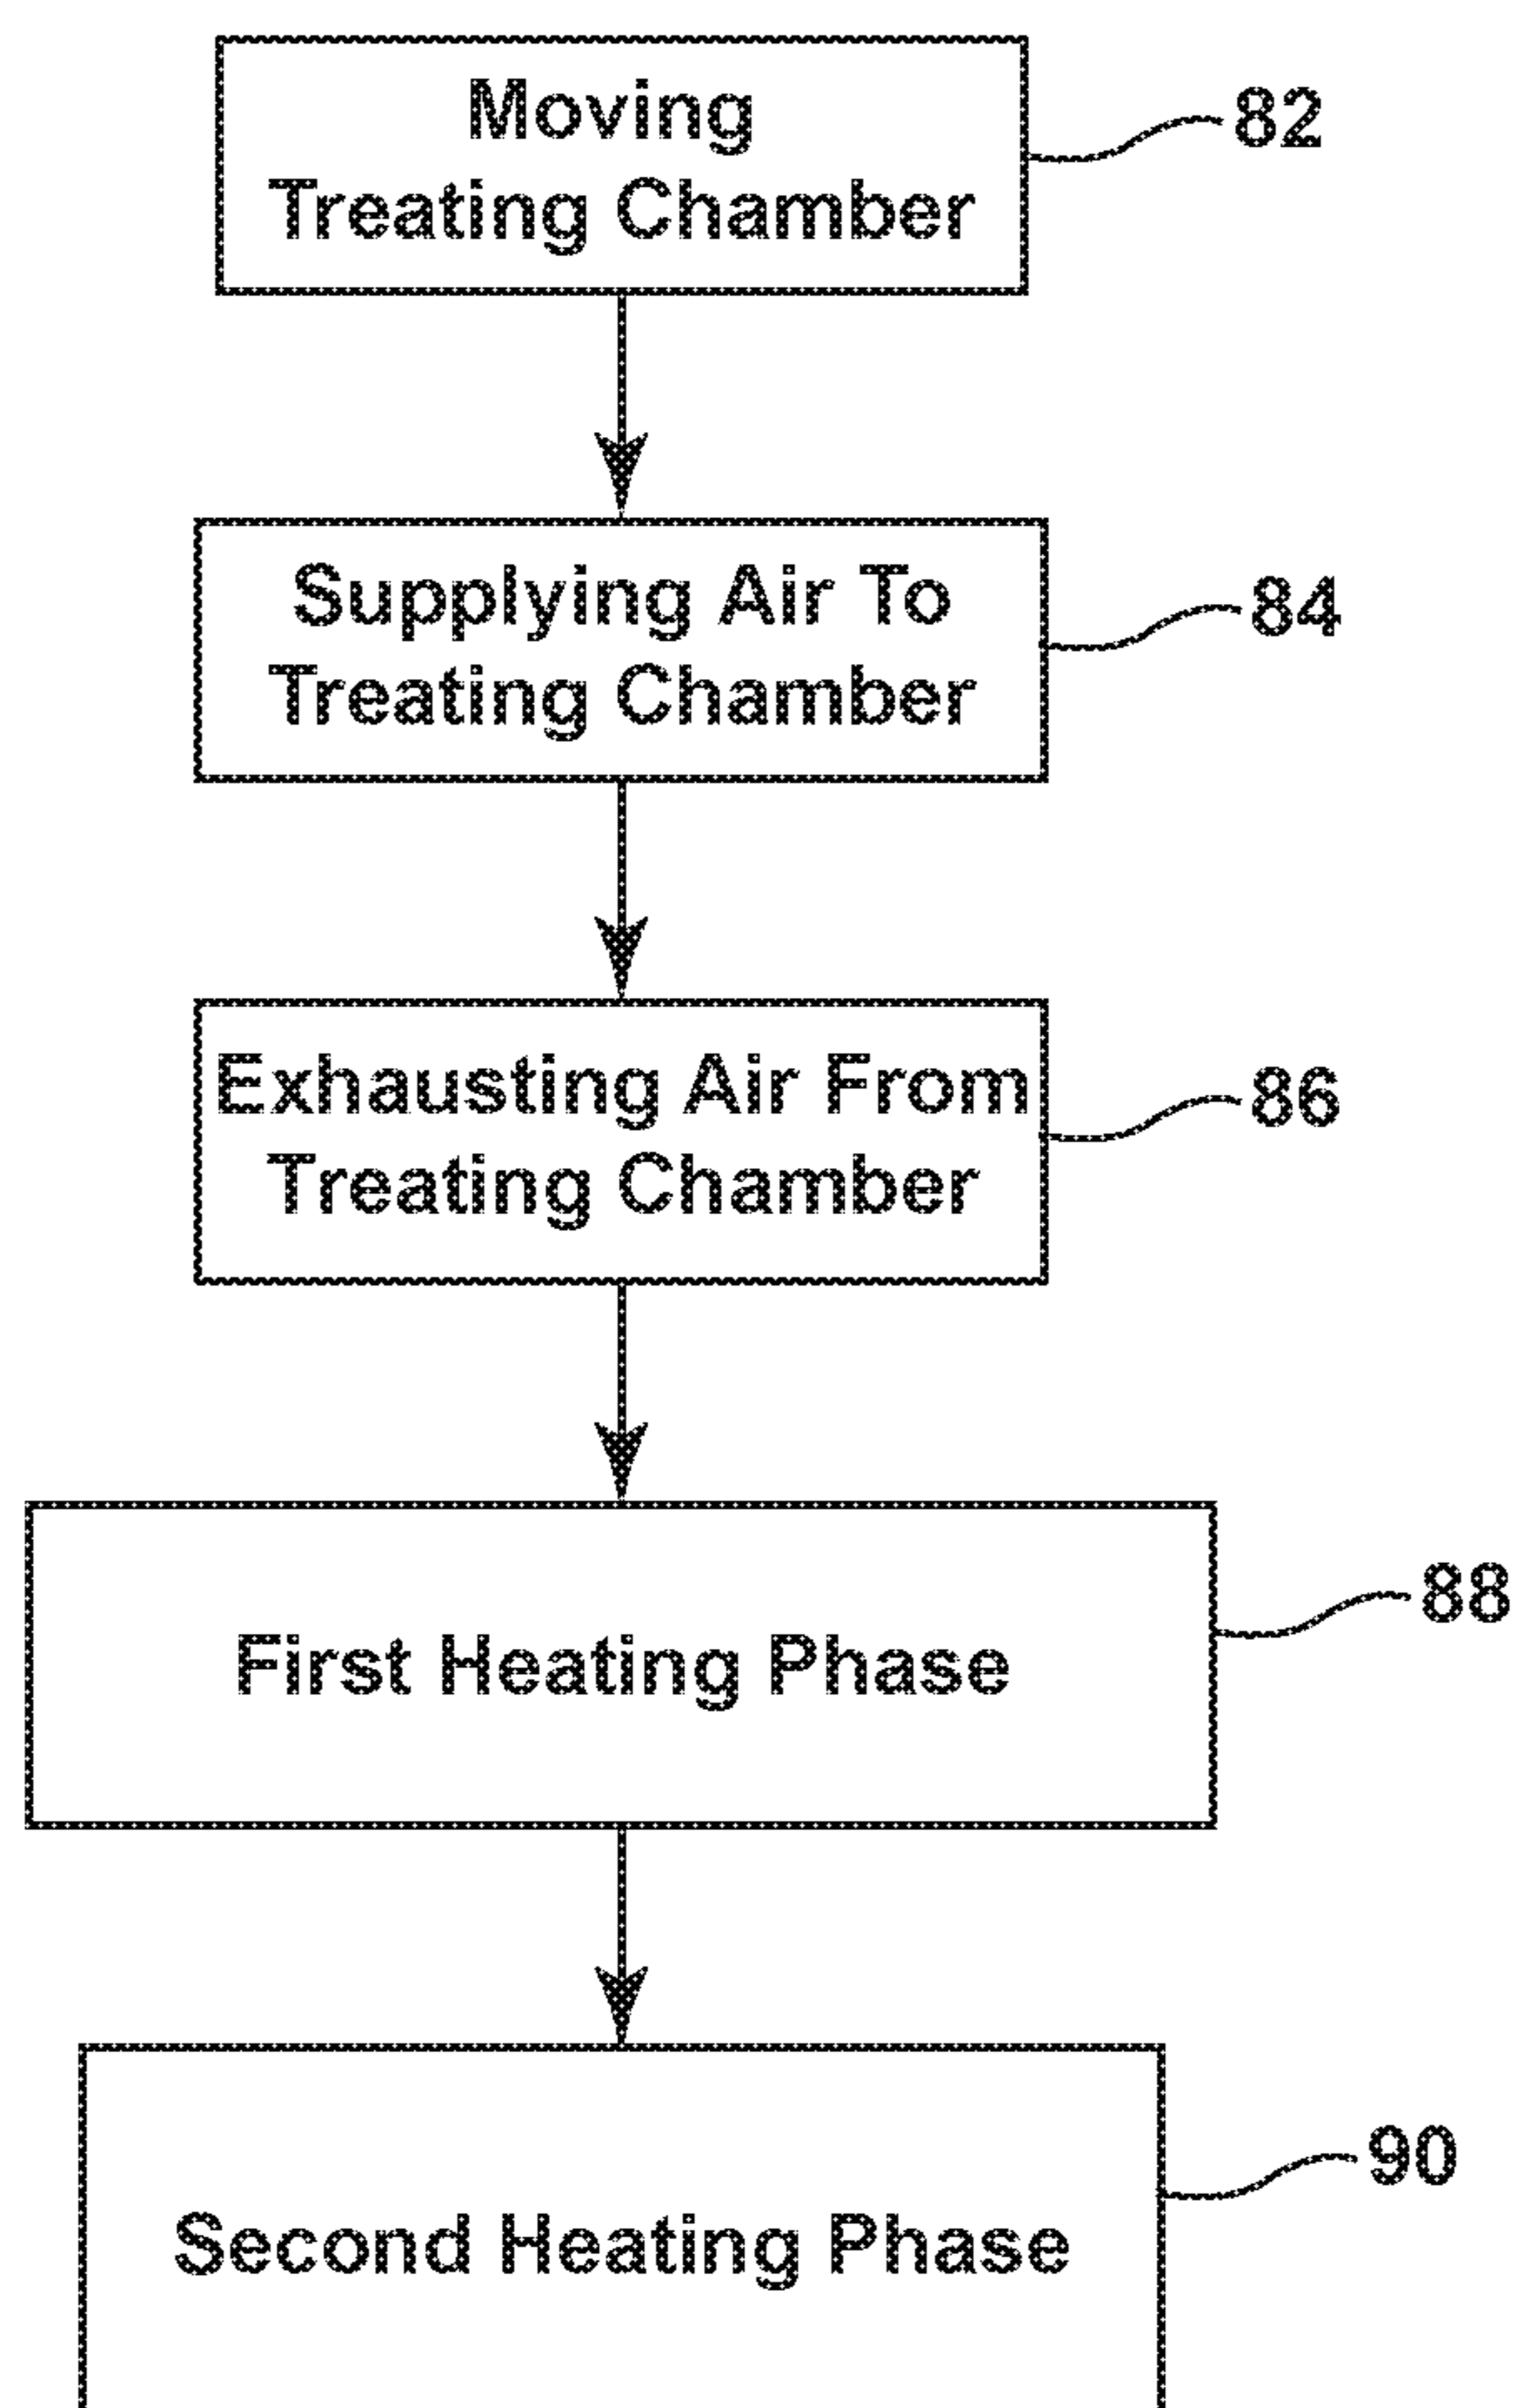 Moving
Treating Chamber
82
Supplying Air To
Treating Chamber
84
Exhausting Air From
Treating Chamber
86
First Heating Phase
88
Second Heating Phase
90